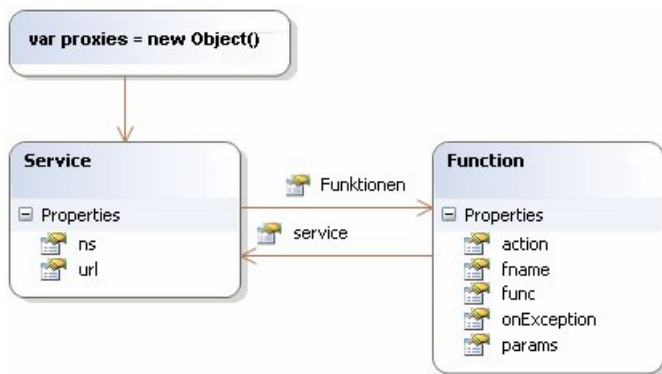 var proxies = new Object()
Service
Properties
ns
url
Funktionen
service
Function
Properties
action
fname
func
onException
params